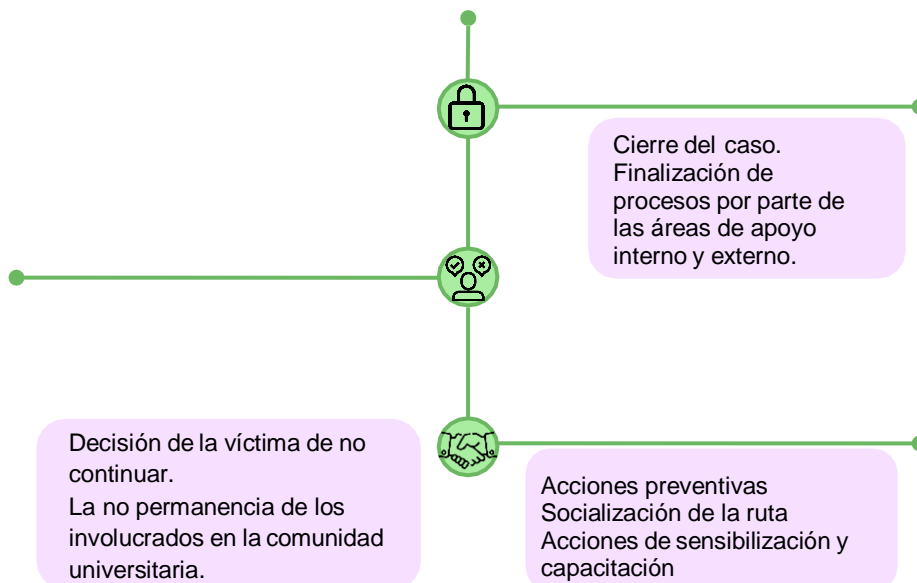 Cierre del caso.
Finalización de
procesos por parte de
las áreas de apoyo
interno y externo.
Decisión de la víctima de no
continuar.
La no permanencia de los
involucrados en la comunidad
universitaria.
Acciones preventivas
Socialización de la ruta
Acciones de sensibilización y
capacitación